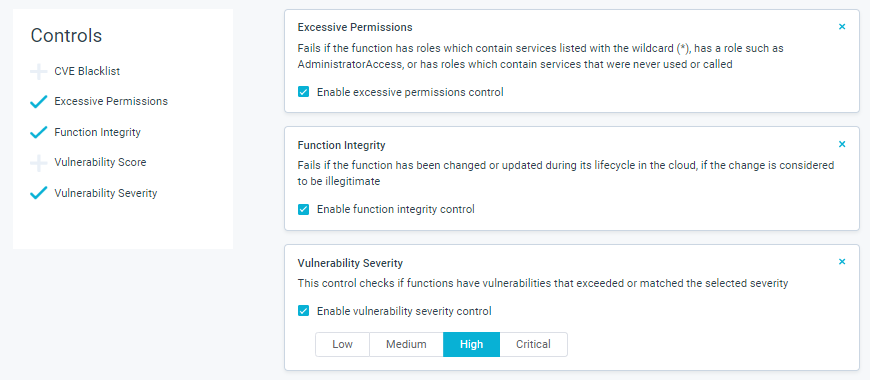 Controls
CVE Blacklist
Excessive Permissions
Function Integrity
Vulnerability Score
Vulnerability Severity
Excessive Permissions
Fails if the function has roles which contain services listed with the wildcard (*), has a role such as
AdministratorAccess, or has roles which contain services that were never used or called
Enable excessive permissions control
Function Integrity
Fails if the function has been changed or updated during its lifecycle in the cloud, if the change is considered
to be illegitimate
Enable function integrity control
Vulnerability Severity
This control checks if functions have vulnerabilities that exceeded or matched the selected severity
Enable vulnerability severity control
Low Medium High Critical